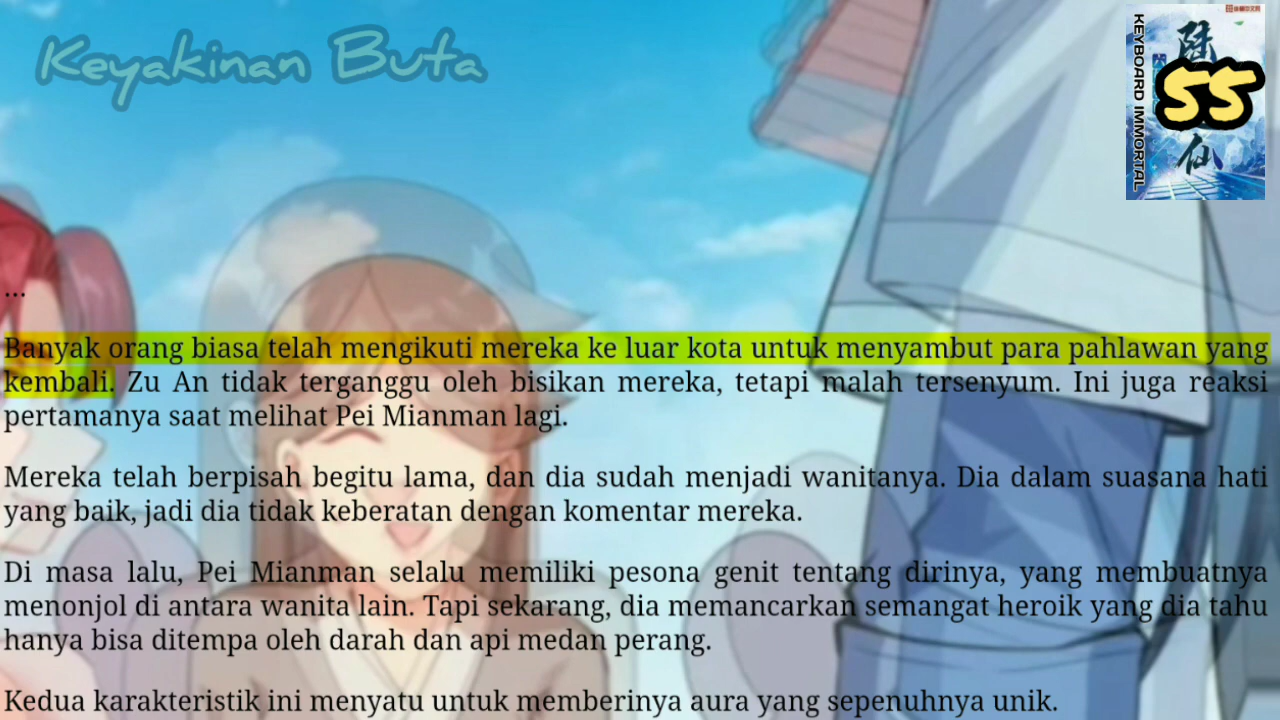 Keyakinan Buta
KEYBOARD IMMORTAL
陸
55
仙
...
Banyak orang biasa telah mengikuti mereka ke luar kota untuk menyambut para pahlawan yang
kembali. Zu An tidak terganggu oleh bisikan mereka, tetapi malah tersenyum. Ini juga reaksi
pertamanya saat melihat Pei Mianman lagi.
Mereka telah berpisah begitu lama, dan dia sudah menjadi wanitanya. Dia dalam suasana hati
yang baik, jadi dia tidak keberatan dengan komentar mereka.
Di masa lalu, Pei Mianman selalu memiliki pesona genit tentang dirinya, yang membuatnya
menonjol di antara wanita lain. Tapi sekarang, dia memancarkan semangat heroik yang dia tahu
hanya bisa ditempa oleh darah dan api medan perang.
Kedua karakteristik ini menyatu untuk memberinya aura yang sepenuhnya unik.